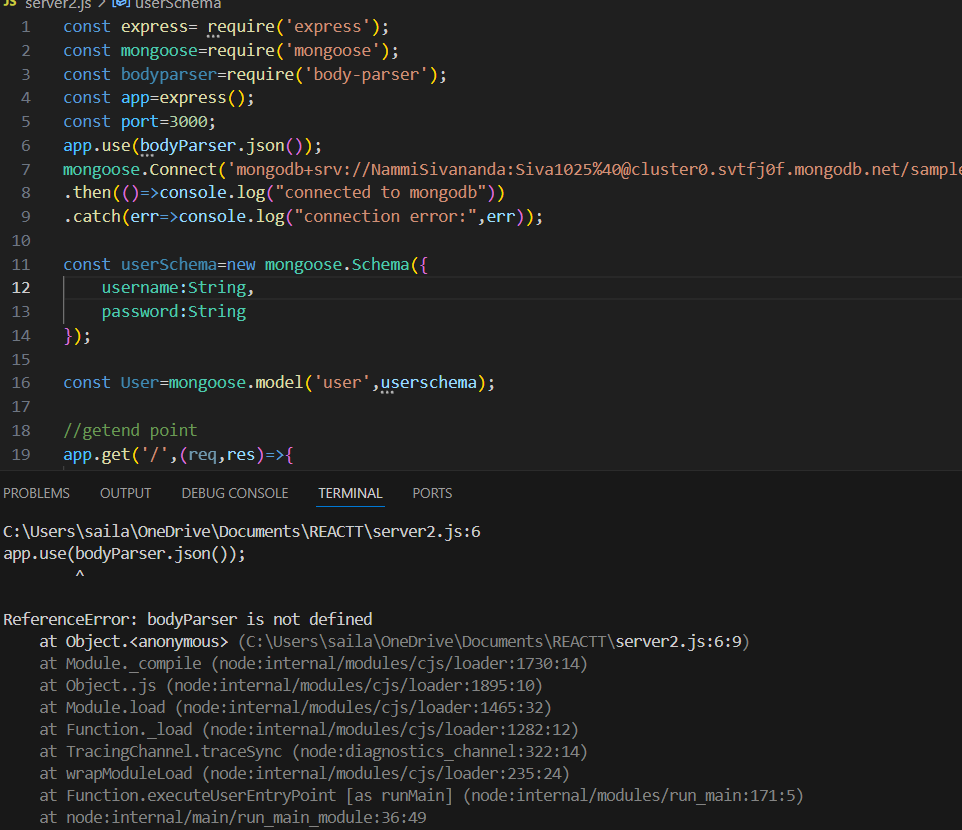 JS server2.js > userSchema
1 const express= require('express');
2 const mongoose=require('mongoose');
3 const bodyparser=require('body-parser');
4 const app=express();
5 const port=3000;
6 app.use(bodyParser.json());
7 mongoose.Connect('mongodb+srv://NammiSivananda:Siva1025%40@cluster0.svtfj0f.mongodb.net/sample
8 .then(()=>console.log("connected to mongodb"))
9 .catch(err=>console.log("connection error:",err));
10
11 const userSchema=new mongoose.Schema({
12 username:String,
13 password:String
14 });
15
16 const User=mongoose.model('user',userschema);
17
18 //getend point
19 app.get('/',(req,res)=>{
PROBLEMS OUTPUT DEBUG CONSOLE TERMINAL PORTS
C:\Users\saila\OneDrive\Documents\REACTT\server2.js:6
app.use(bodyParser.json());
^
ReferenceError: bodyParser is not defined
at Object.<anonymous> (C:\Users\saila\OneDrive\Documents\REACTT\server2.js:6:9)
at Module._compile (node:internal/modules/cjs/loader:1730:14)
at Object..js (node:internal/modules/cjs/loader:1895:10)
at Module.load (node:internal/modules/cjs/loader:1465:32)
at Function._load (node:internal/modules/cjs/loader:1282:12)
at TracingChannel.traceSync (node:diagnostics_channel:322:14)
at wrapModuleLoad (node:internal/modules/cjs/loader:235:24)
at Function.executeUserEntryPoint [as runMain] (node:internal/modules/run_main:171:5)
at node:internal/main/run_main_module:36:49